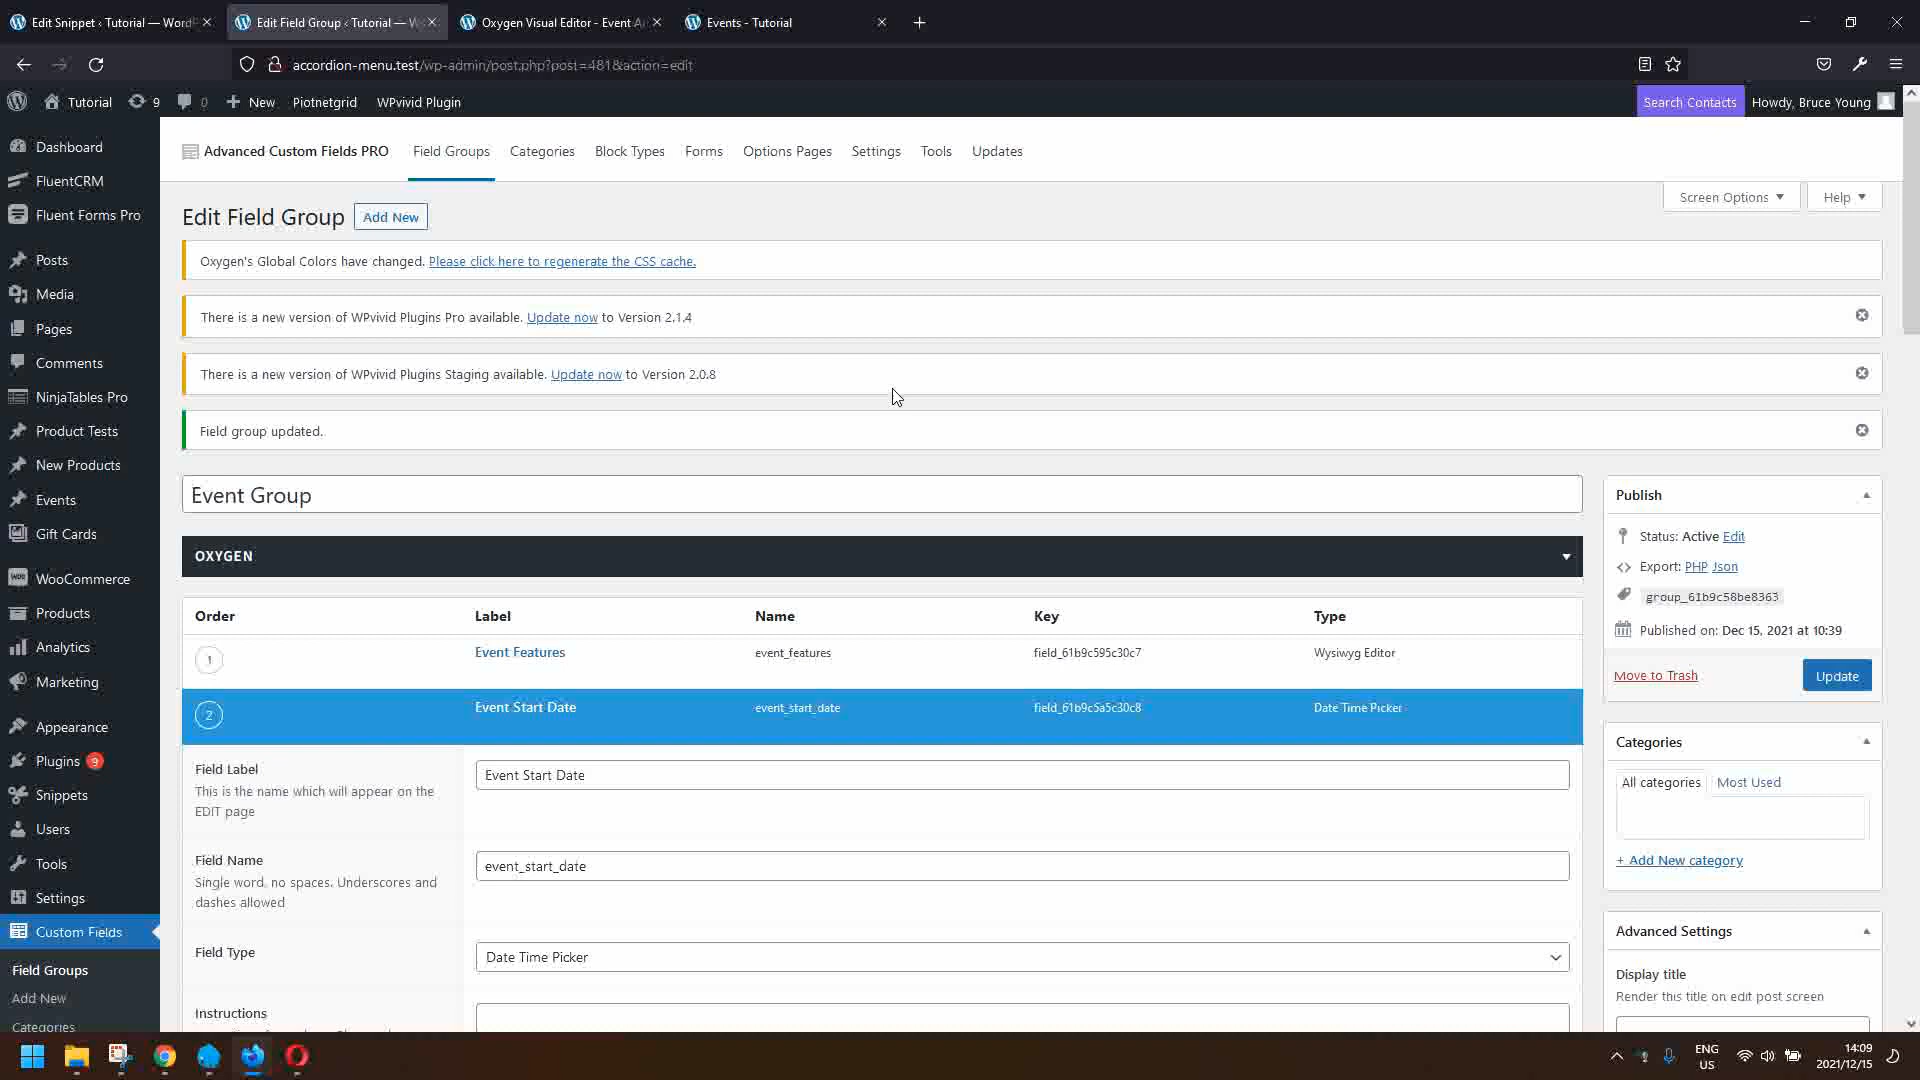 Edit Snippet ‹ Tutorial — WordP
Edit Field Group ‹ Tutorial — W
Oxygen Visual Editor - Event A
Events - Tutorial
accordion-menu.test/wp-admin/post.php?post=481&action=edit
Tutorial 9 0 New Piotnetgrid WPvivid Plugin Search Contacts Howdy, Bruce Young
Advanced Custom Fields PRO Field Groups Categories Block Types Forms Options Pages Settings Tools Updates
Screen Options Help
Edit Field Group Add New
Oxygen's Global Colors have changed. Please click here to regenerate the CSS cache.
There is a new version of WPvivid Plugins Pro available. Update now to Version 2.1.4
There is a new version of WPvivid Plugins Staging available. Update now to Version 2.0.8
Field group updated.
Dashboard
FluentCRM
Fluent Forms Pro
Posts
Media
Pages
Comments
NinjaTables Pro
Product Tests
New Products
Events
Gift Cards
WooCommerce
Products
Analytics
Marketing
Appearance
Plugins 9
Snippets
Users
Tools
Settings
Custom Fields
Field Groups
Add New
Categories
Event Group
OXYGEN
Order Label Name Key Type
1 Event Features event_features field_61b9c595c30c7 Wysiwyg Editor
2 Event Start Date event_start_date field_61b9c5a5c30c8 Date Time Picker
Field Label
This is the name which will appear on the
EDIT page
Event Start Date
Field Name
Single word, no spaces. Underscores and
dashes allowed
event_start_date
Field Type
Date Time Picker
Instructions
Publish
Status: Active Edit
Export: PHP Json
group_61b9c58be8363
Published on: Dec 15, 2021 at 10:39
Move to Trash Update
Categories
All categories Most Used
+ Add New category
Advanced Settings
Display title
Render this title on edit post screen
ENG
US
14:09
2021/12/15